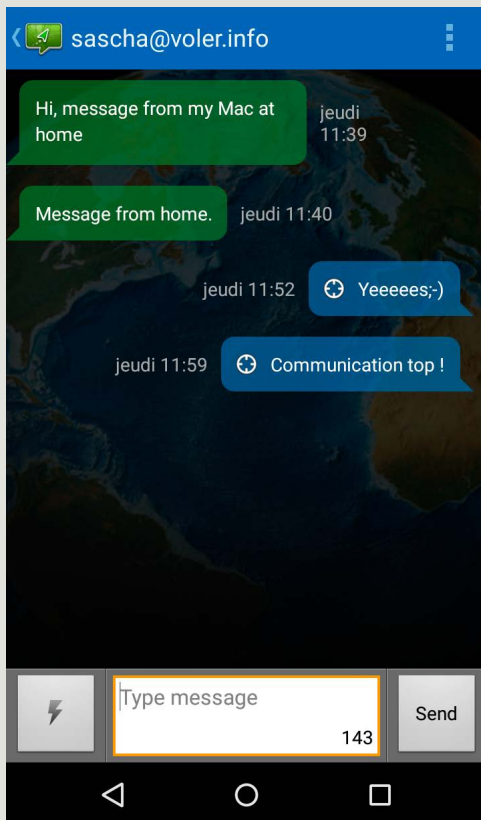 sascha@voler.info
Hi, message from my Mac at
home
jeudi
11:39
Message from home.
jeudi 11:40
jeudi 11:52
Yeeeees;-)
jeudi 11:59
Communication top !
Type message
143
Send